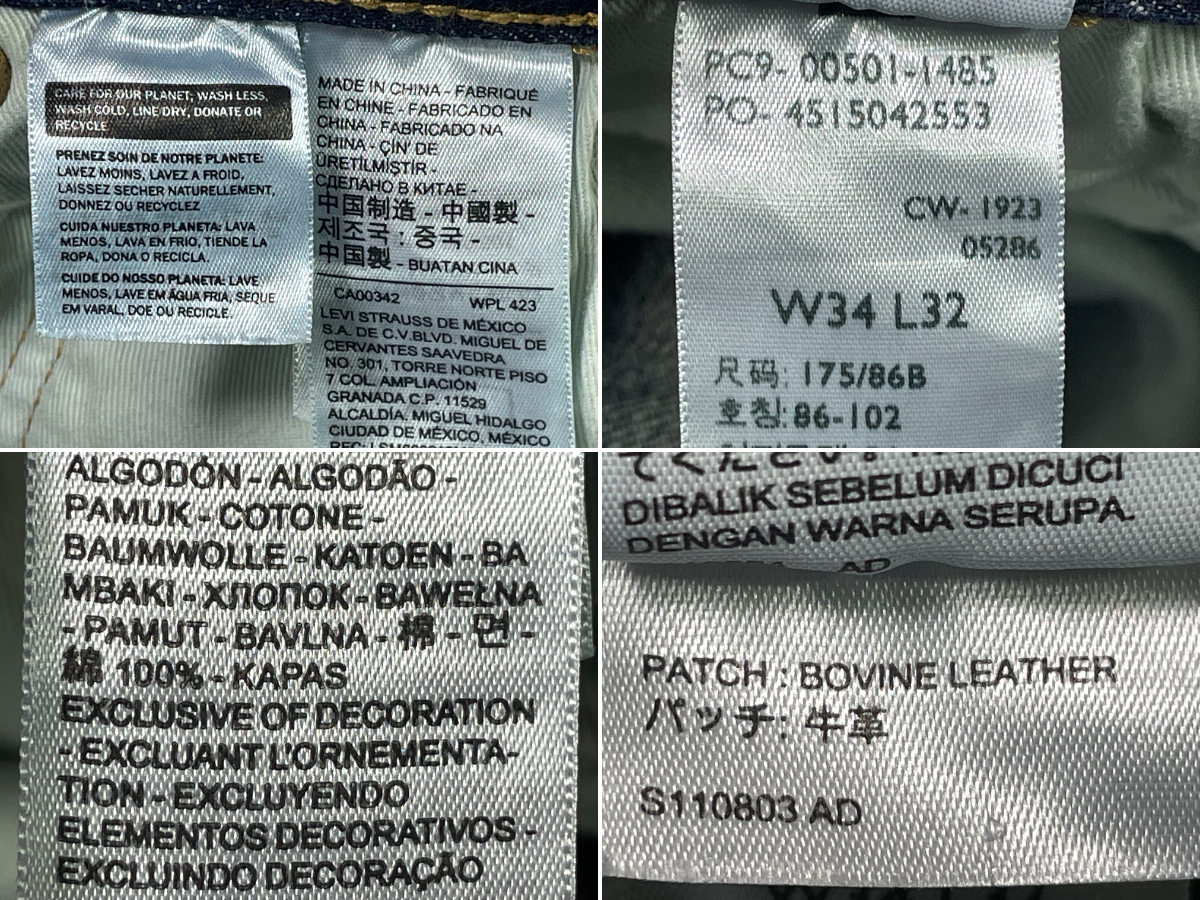 CARE FOR OUR PLANET: WASH LESS,
WASH COLD, LINE DRY, DONATE OR
RECYCLE
PRENEZ SOIN DE NOTRE PLANETE:
LAVEZ MOINS, LAVEZ A FROID,
LAISSEZ SECHER NATURELLEMENT,
DONNEZ OU RECYCLEZ
CUIDA NUESTRO PLANETA: LAVA
MENOS, LAVA EN FRIO, TIENDE LA
ROPA, DONA O RECICLA.
CUIDE DO NOSSO PLANETA: LAVE
MENOS, LAVE EM ÁGUA FRIA, SEQUE
EM VARAL, DOE OU RECICLE.
MADE IN CHINA - FABRIQUÉ
EN CHINE - FABRICADO EN
CHINA - FABRICADO NA
CHINA - ÇİN' DE
ÜRETİLMİŞTİR -
СДЕЛАНО В КИТАЕ -
中国制造 - 中國製 -
제조국 : 중국 -
中国製 - BUATAN CINA
CA00342 WPL 423
LEVI STRAUSS DE MÉXICO
S.A. DE C.V.BLVD. MIGUEL DE
CERVANTES SAAVEDRA
NO. 301, TORRE NORTE PISO
7 COL. AMPLIACIÓN
GRANADA C.P. 11529
ALCALDÍA, MIGUEL HIDALGO
CIUDAD DE MÉXICO, MÉXICO
PC9- 00501-1485
PO- 4515042553
CW- 1923
05286
W34 L32
尺码: 175/86B
호칭:86-102
ALGODÓN - ALGODÃO -
PAMUK - COTONE -
BAUMWOLLE - KATOEN - BA
MBAKI - ХЛОПОК - BAWEŁNA
- PAMUT - BAVLNA - 棉 - 면 -
綿 100% - KAPAS
EXCLUSIVE OF DECORATION
- EXCLUANT L'ORNEMENTA-
TION - EXCLUYENDO
ELEMENTOS DECORATIVOS -
EXCLUINDO DECORAÇÃO
てください。
DIBALIK SEBELUM DICUCI
DENGAN WARNA SERUPA.
AD
PATCH : BOVINE LEATHER
パッチ: 牛革
S110803 AD